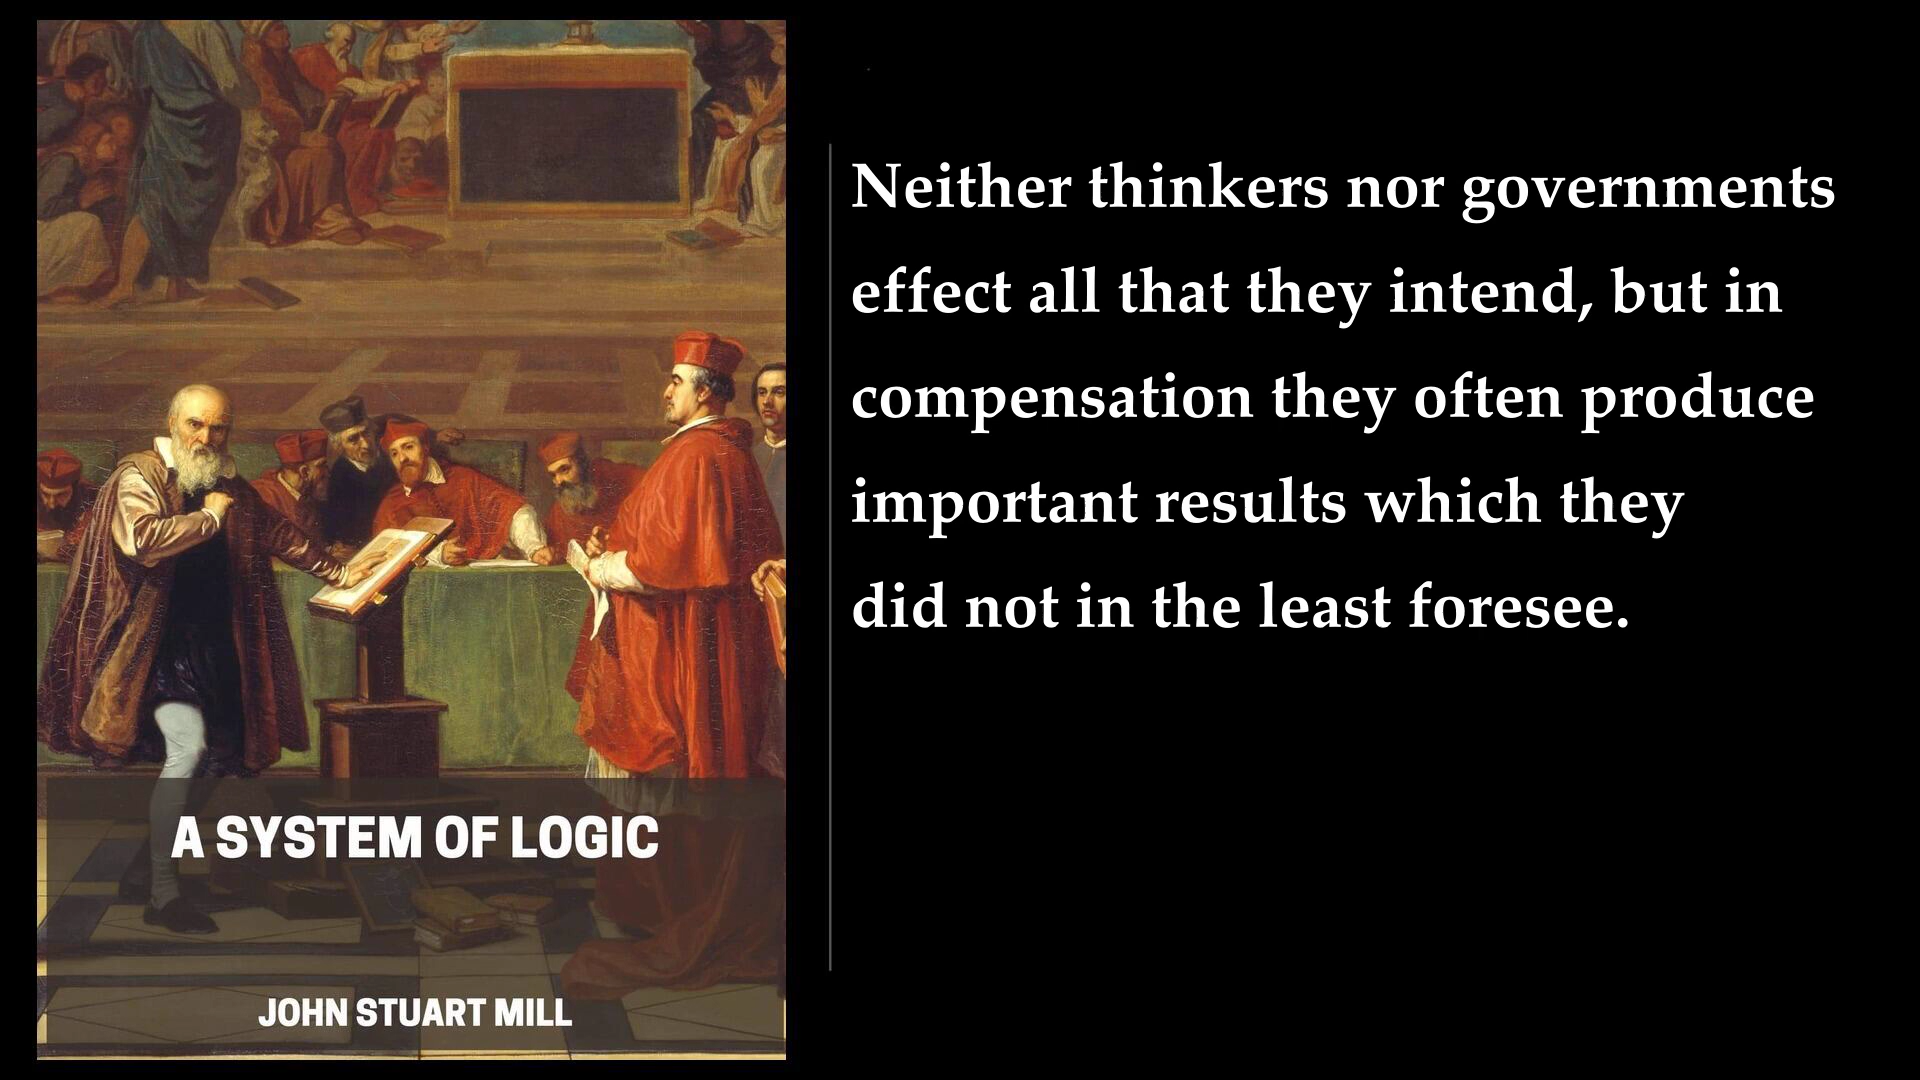 A SYSTEM OF LOGIC
JOHN STUART MILL
Neither thinkers nor governments
effect all that they intend, but in
compensation they often produce
important results which they
did not in the least foresee.